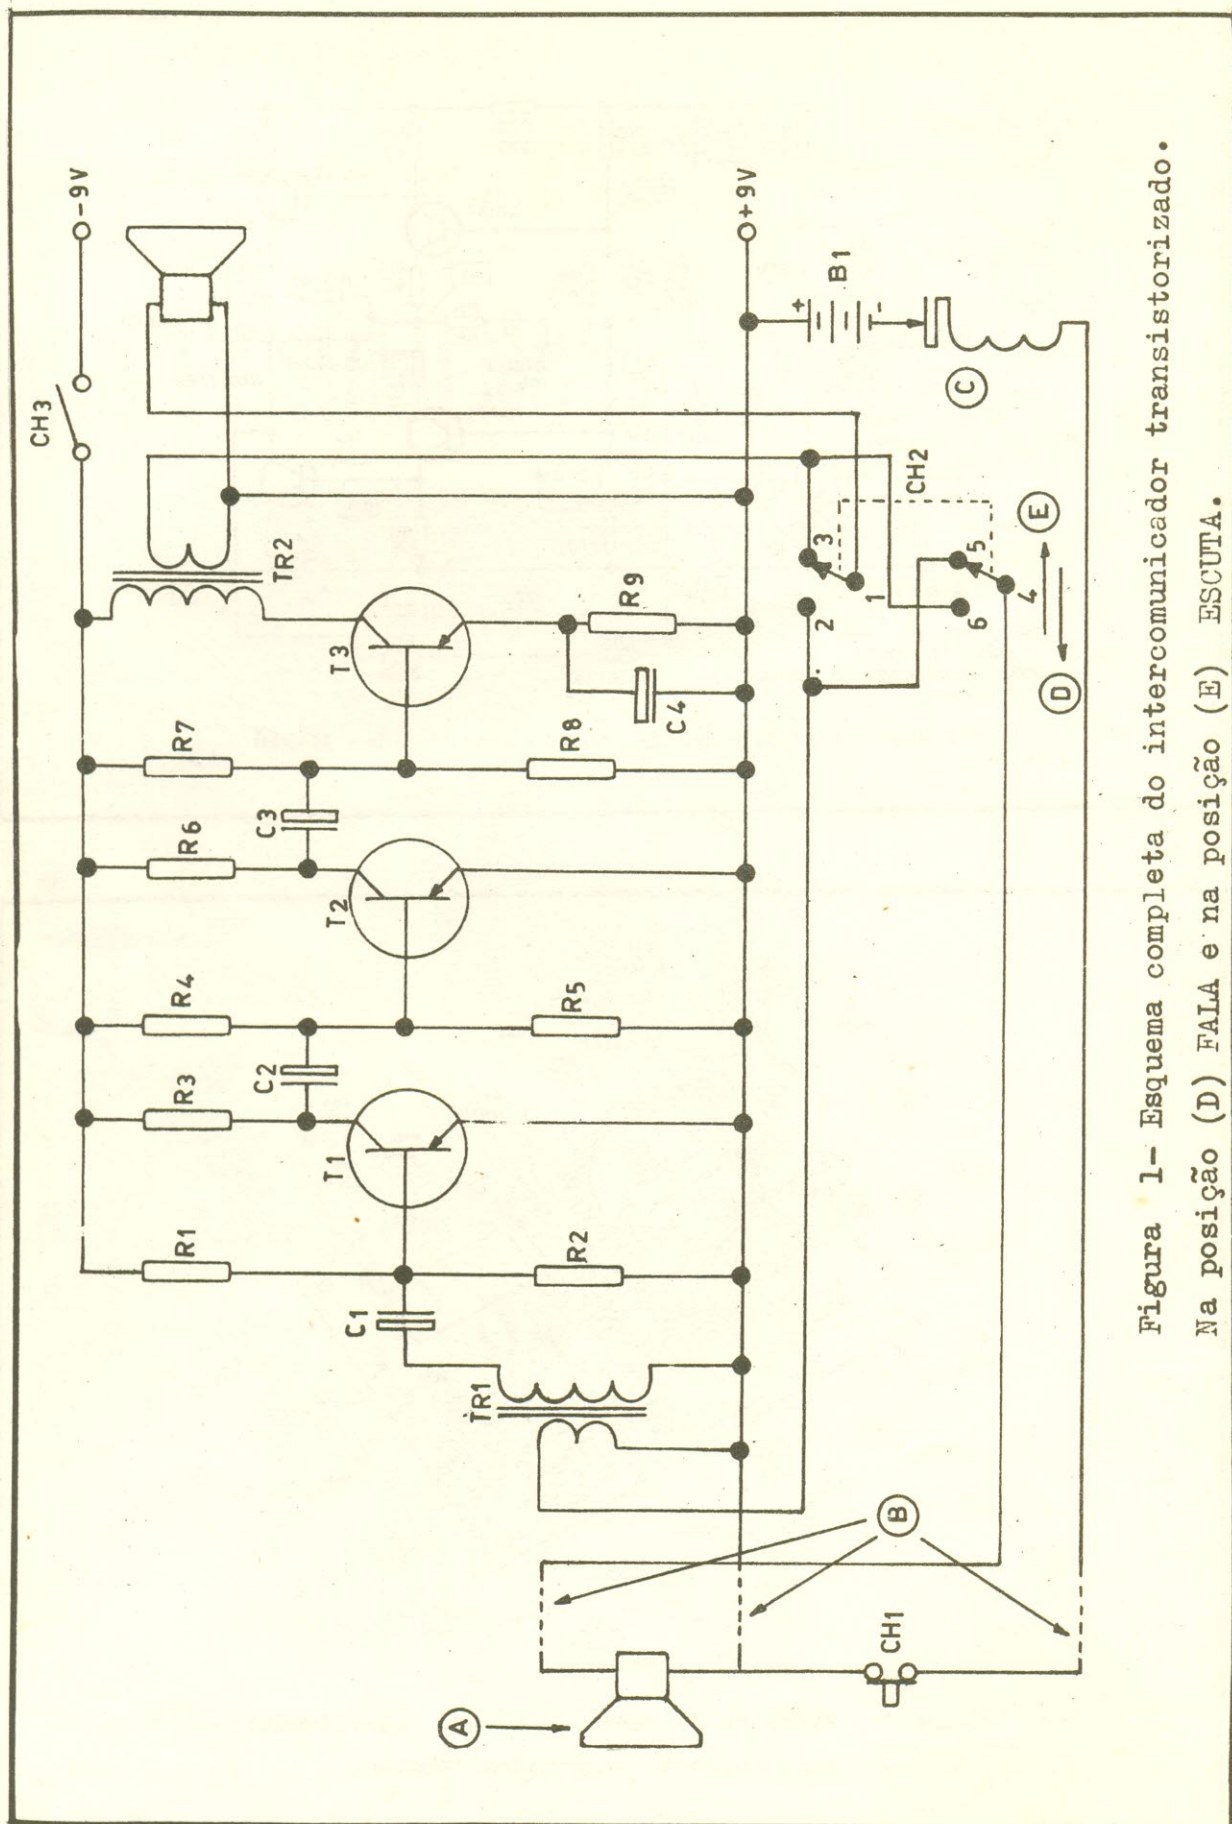 CH3
-9V
R1
R3
R4
R6
R7
TR2
C1
C2
C3
T1
T2
T3
TR1
R2
R5
R8
C4
R9
+9V
A
B
CH1
2
3
1
CH2
6
5
4
D
E
+
B1
-
C
Figura 1- Esquema completa do intercomunicador transistorizado.
Na posição (D) FALA e na posição (E) ESCUTA.